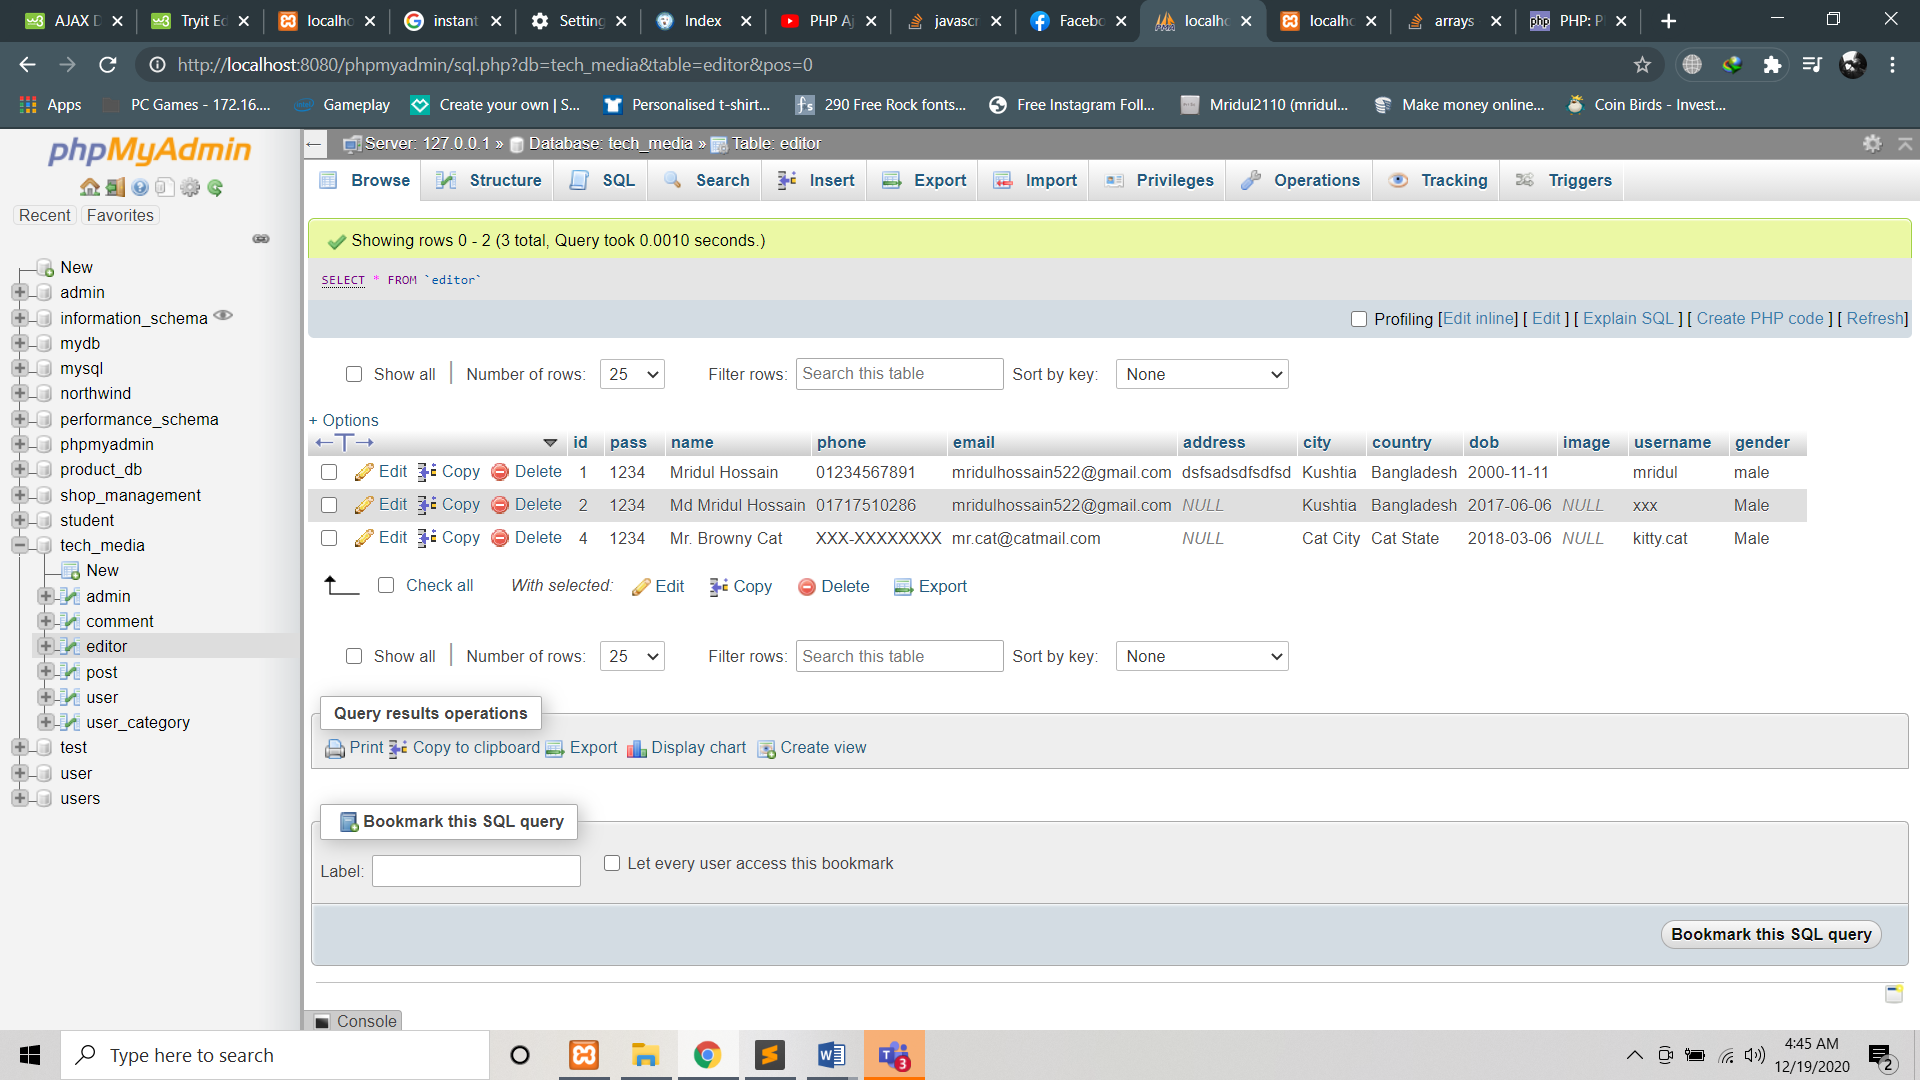 AJAX D Tryit Ed localho instant Setting Index PHP Aj javascr Facebo localho localho arrays PHP: P
http://localhost:8080/phpmyadmin/sql.php?db=tech_media&table=editor&pos=0
Apps PC Games - 172.16.... Gameplay Create your own | S... Personalised t-shirt... fs 290 Free Rock fonts... Free Instagram Foll... Mridul2110 (mridul... Make money online... Coin Birds - Invest...
phpMyAdmin
Recent Favorites
New
admin
information_schema
mydb
mysql
northwind
performance_schema
phpmyadmin
product_db
shop_management
student
tech_media
New
admin
comment
editor
post
user
user_category
test
user
users
Server: 127.0.0.1 » Database: tech_media » Table: editor
Browse Structure SQL Search Insert Export Import Privileges Operations Tracking Triggers
Showing rows 0 - 2 (3 total, Query took 0.0010 seconds.)
SELECT * FROM `editor`
Profiling [Edit inline] [ Edit ] [ Explain SQL ] [ Create PHP code ] [ Refresh]
Show all | Number of rows: 25 Filter rows: Search this table Sort by key: None
+ Options
←T→ id pass name phone email address city country dob image username gender
Edit Copy Delete 1 1234 Mridul Hossain 01234567891 mridulhossain522@gmail.com dsfsadsdfsdfsd Kushtia Bangladesh 2000-11-11 mridul male
Edit Copy Delete 2 1234 Md Mridul Hossain 01717510286 mridulhossain522@gmail.com NULL Kushtia Bangladesh 2017-06-06 NULL xxx Male
Edit Copy Delete 4 1234 Mr. Browny Cat XXX-XXXXXXXX mr.cat@catmail.com NULL Cat City Cat State 2018-03-06 NULL kitty.cat Male
Check all With selected: Edit Copy Delete Export
Show all | Number of rows: 25 Filter rows: Search this table Sort by key: None
Query results operations
Print Copy to clipboard Export Display chart Create view
Bookmark this SQL query
Label: Let every user access this bookmark
Bookmark this SQL query
Console
Type here to search
3
4:45 AM
12/19/2020
2